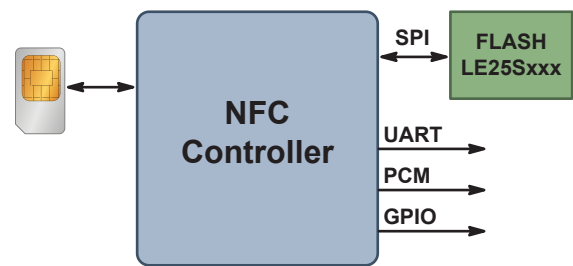 SPI
FLASH
LE25Sxxx
NFC
Controller
UART
PCM
GPIO